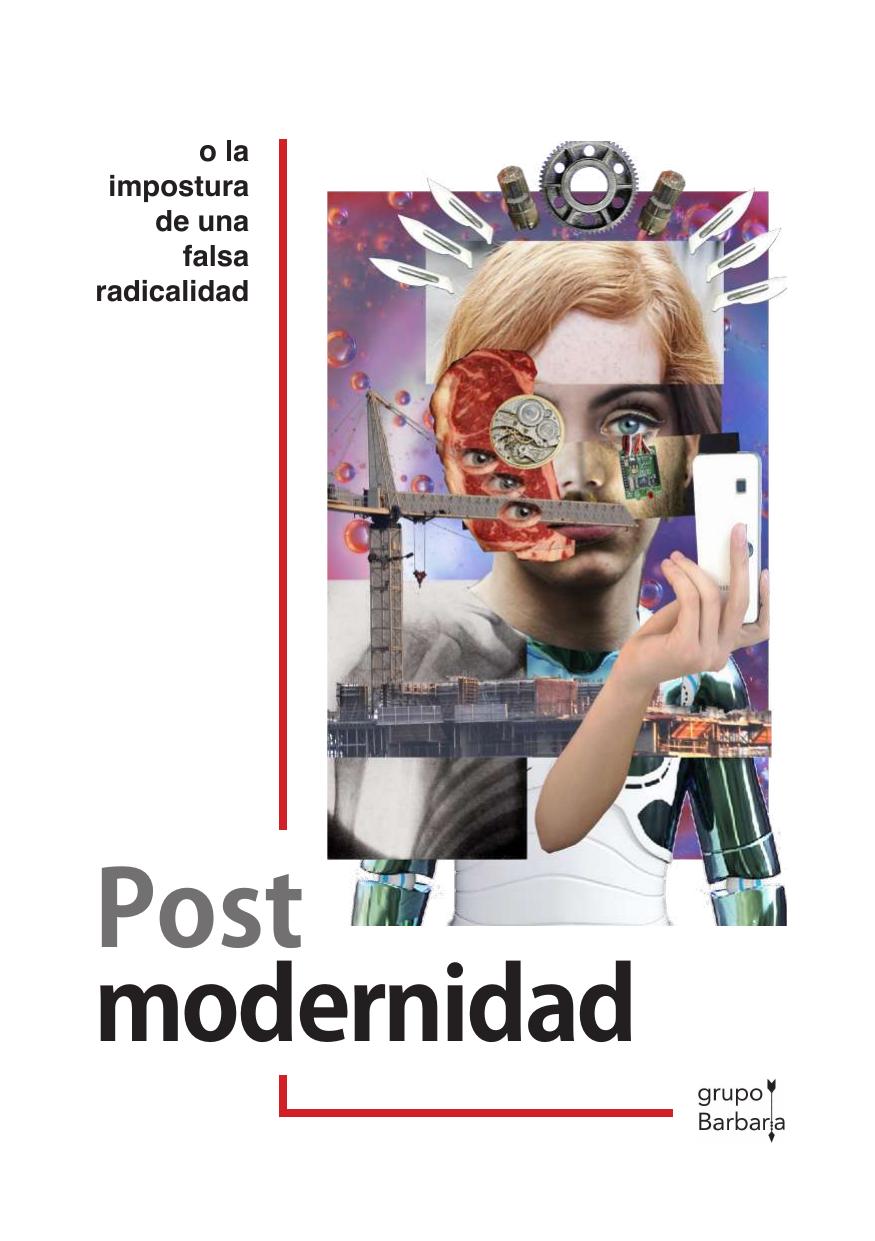 o la
impostura
de una
falsa
radicalidad
Post
modernidad
grupo
Barbaria